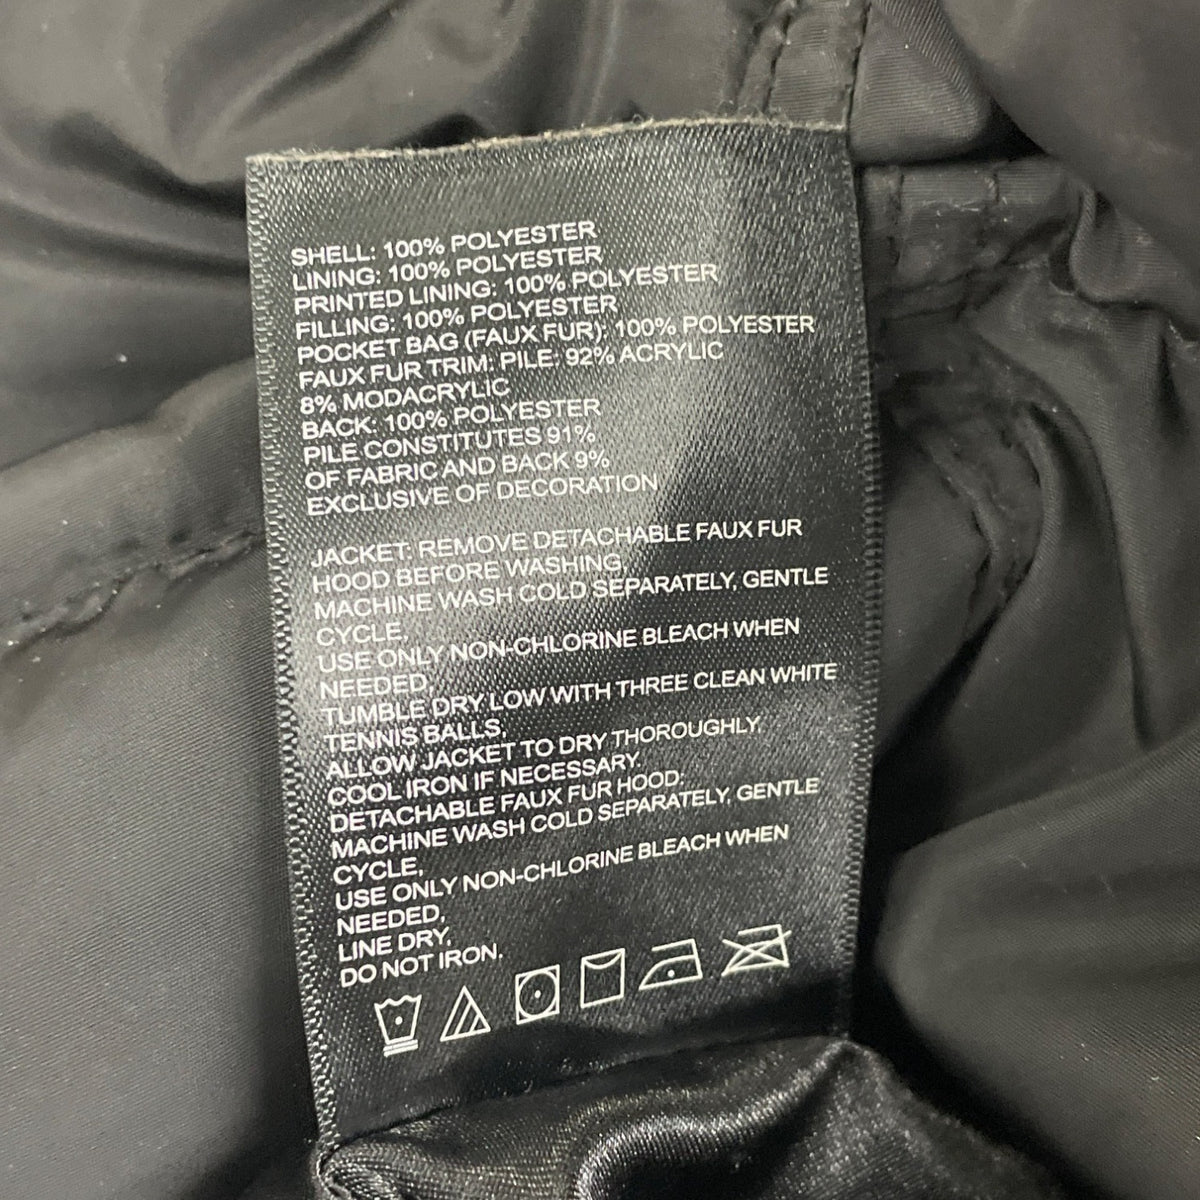 SHELL: 100% POLYESTER
LINING: 100% POLYESTER
PRINTED LINING: 100% POLYESTER
FILLING: 100% POLYESTER
POCKET BAG (FAUX FUR): 100% POLYESTER
FAUX FUR TRIM: PILE: 92% ACRYLIC
8% MODACRYLIC
BACK: 100% POLYESTER
PILE CONSTITUTES 91%
OF FABRIC AND BACK 9%
EXCLUSIVE OF DECORATION
JACKET: REMOVE DETACHABLE FAUX FUR
HOOD BEFORE WASHING,
MACHINE WASH COLD SEPARATELY, GENTLE
CYCLE,
USE ONLY NON-CHLORINE BLEACH WHEN
NEEDED,
TUMBLE DRY LOW WITH THREE CLEAN WHITE
TENNIS BALLS,
ALLOW JACKET TO DRY THOROUGHLY,
COOL IRON IF NECESSARY.
DETACHABLE FAUX FUR HOOD:
MACHINE WASH COLD SEPARATELY, GENTLE
CYCLE,
USE ONLY NON-CHLORINE BLEACH WHEN
NEEDED,
LINE DRY,
DO NOT IRON.